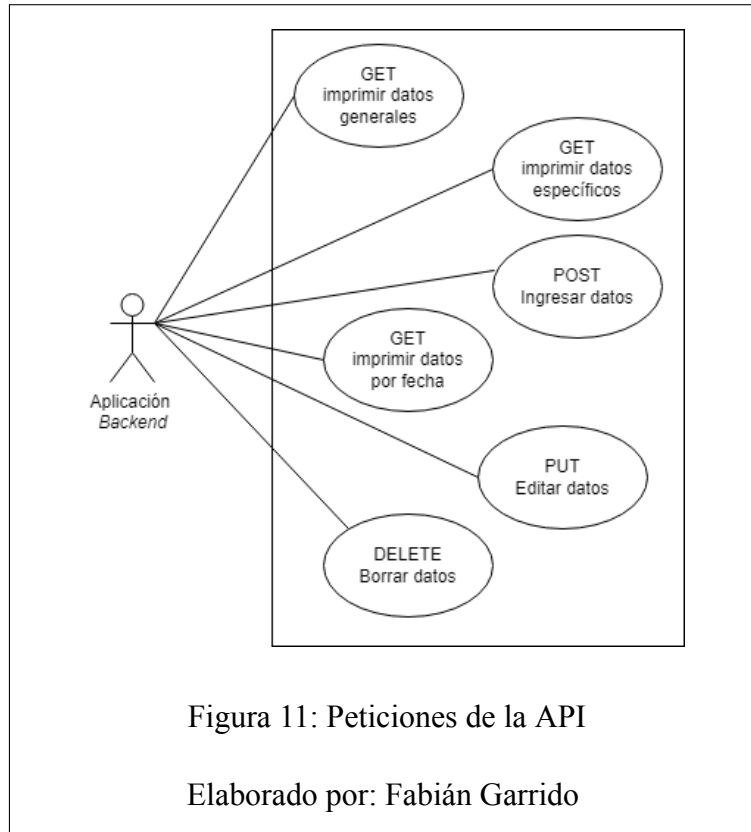 GET
imprimir datos
generales
GET
imprimir datos
específicos
POST
Ingresar datos
GET
imprimir datos
por fecha
Aplicación
Backend
PUT
Editar datos
DELETE
Borrar datos
Figura 11: Peticiones de la API
Elaborado por: Fabián Garrido